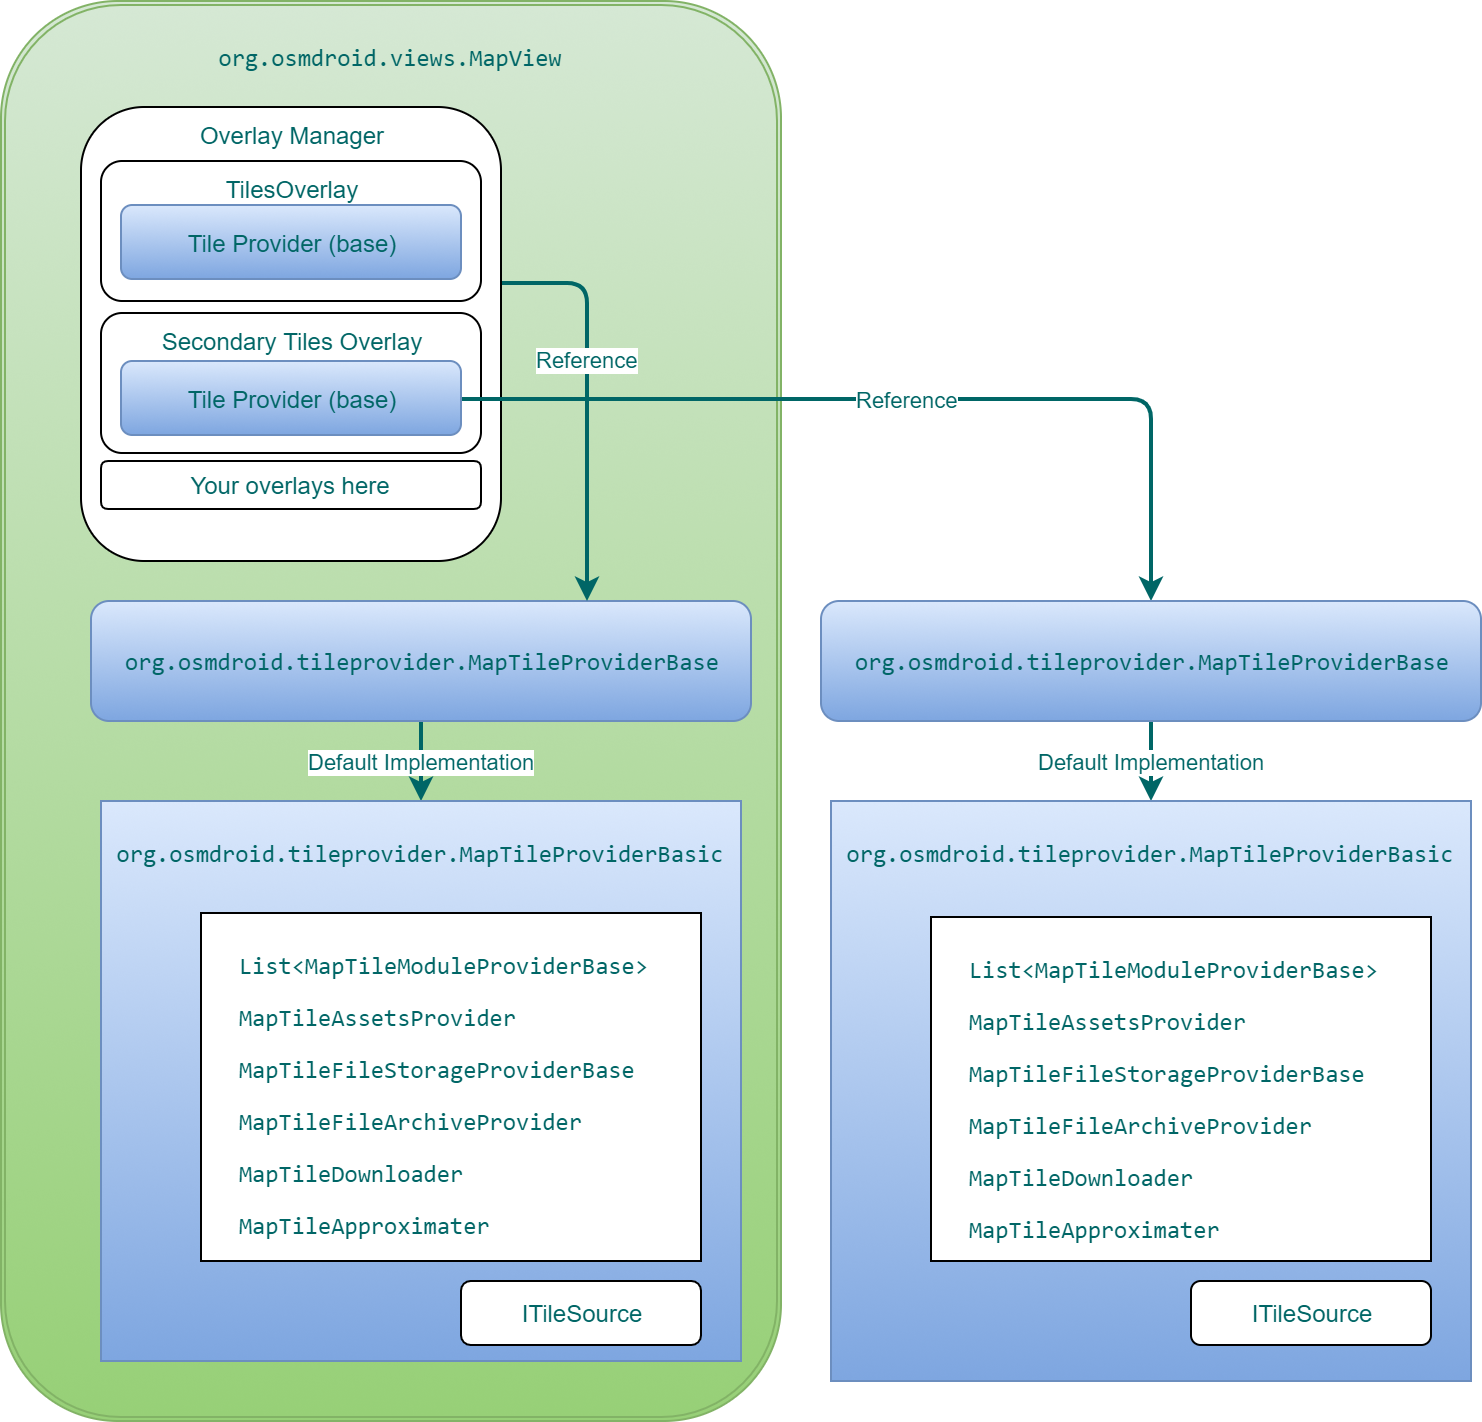 org.osmdroid.views.MapView
Overlay Manager
TilesOverlay
Tile Provider (base)
Secondary Tiles Overlay
Tile Provider (base)
Your overlays here
Reference
Reference
org.osmdroid.tileprovider.MapTileProviderBase
Default Implementation
org.osmdroid.tileprovider.MapTileProviderBasic
List<MapTileModuleProviderBase>
MapTileAssetsProvider
MapTileFileStorageProviderBase
MapTileFileArchiveProvider
MapTileDownloader
MapTileApproximater
ITileSource
org.osmdroid.tileprovider.MapTileProviderBase
Default Implementation
org.osmdroid.tileprovider.MapTileProviderBasic
List<MapTileModuleProviderBase>
MapTileAssetsProvider
MapTileFileStorageProviderBase
MapTileFileArchiveProvider
MapTileDownloader
MapTileApproximater
ITileSource